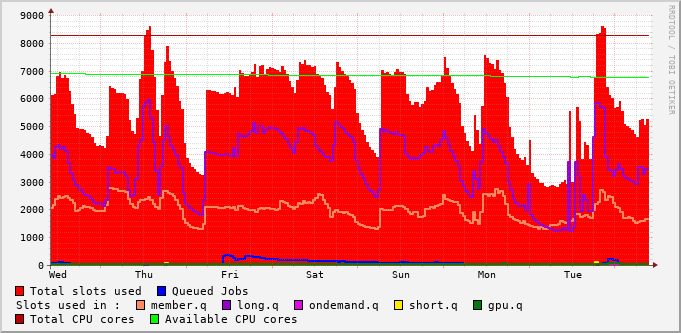 9000
8000
7000
6000
5000
4000
3000
2000
1000
0
Wed Thu Fri Sat Sun Mon Tue
Total slots used Queued Jobs
Slots used in : member.q long.q ondemand.q short.q gpu.q
Total CPU cores Available CPU cores
RRDTOOL / TOBI OETIKER